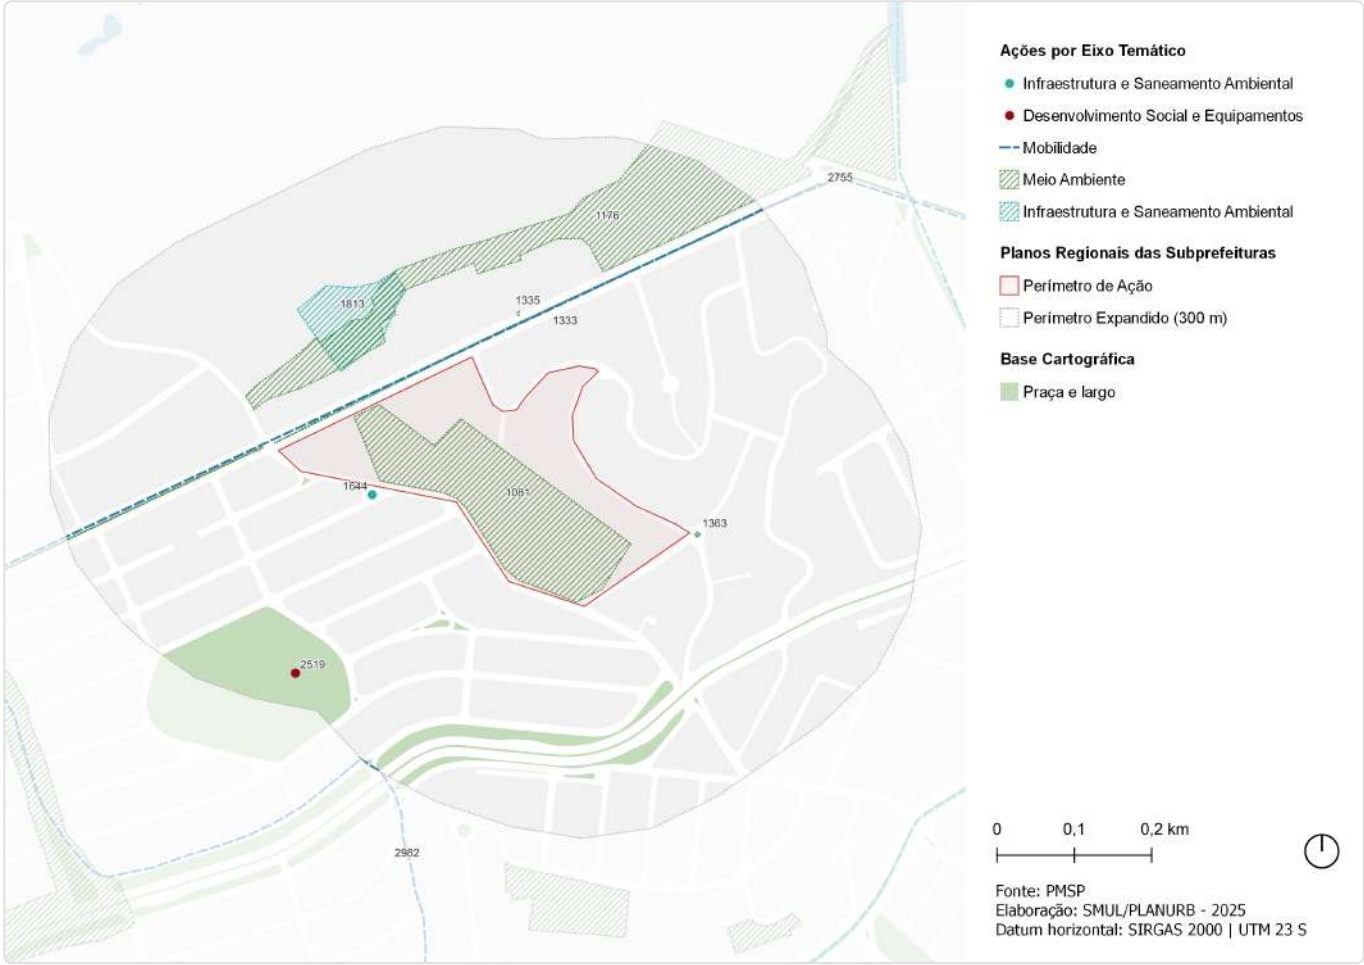 Ações por Eixo Temático
Infraestrutura e Saneamento Ambiental
Desenvolvimento Social e Equipamentos
Mobilidade
Meio Ambiente
Infraestrutura e Saneamento Ambiental
Planos Regionais das Subprefeituras
Perímetro de Ação
Perímetro Expandido (300 m)
Base Cartográfica
Praça e largo
2755
1176
1813
1335
1333
1644
1081
1363
2519
2982
0 0,1 0,2 km
Fonte: PMSP
Elaboração: SMUL/PLANURB - 2025
Datum horizontal: SIRGAS 2000 | UTM 23 S